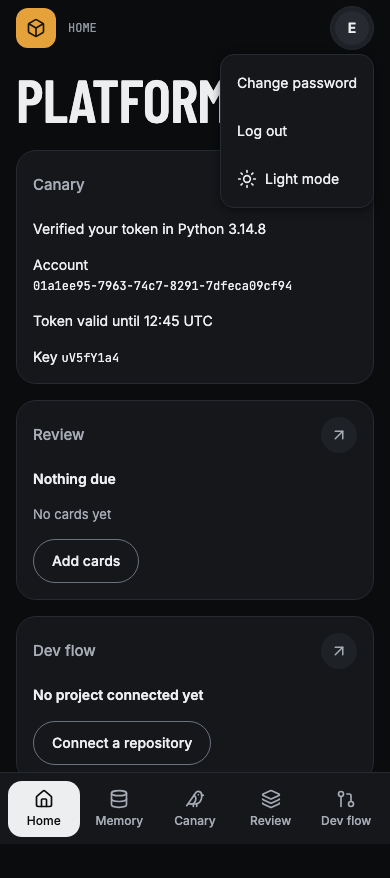 HOME
E
Change password
Log out
Light mode
PLATFORM
Canary
Verified your token in Python 3.14.8
Account
01a1ee95-7963-74c7-8291-7dfeca09cf94
Token valid until 12:45 UTC
Key uV5fY1a4
Review
Nothing due
No cards yet
Add cards
Dev flow
No project connected yet
Connect a repository
Home
Memory
Canary
Review
Dev flow